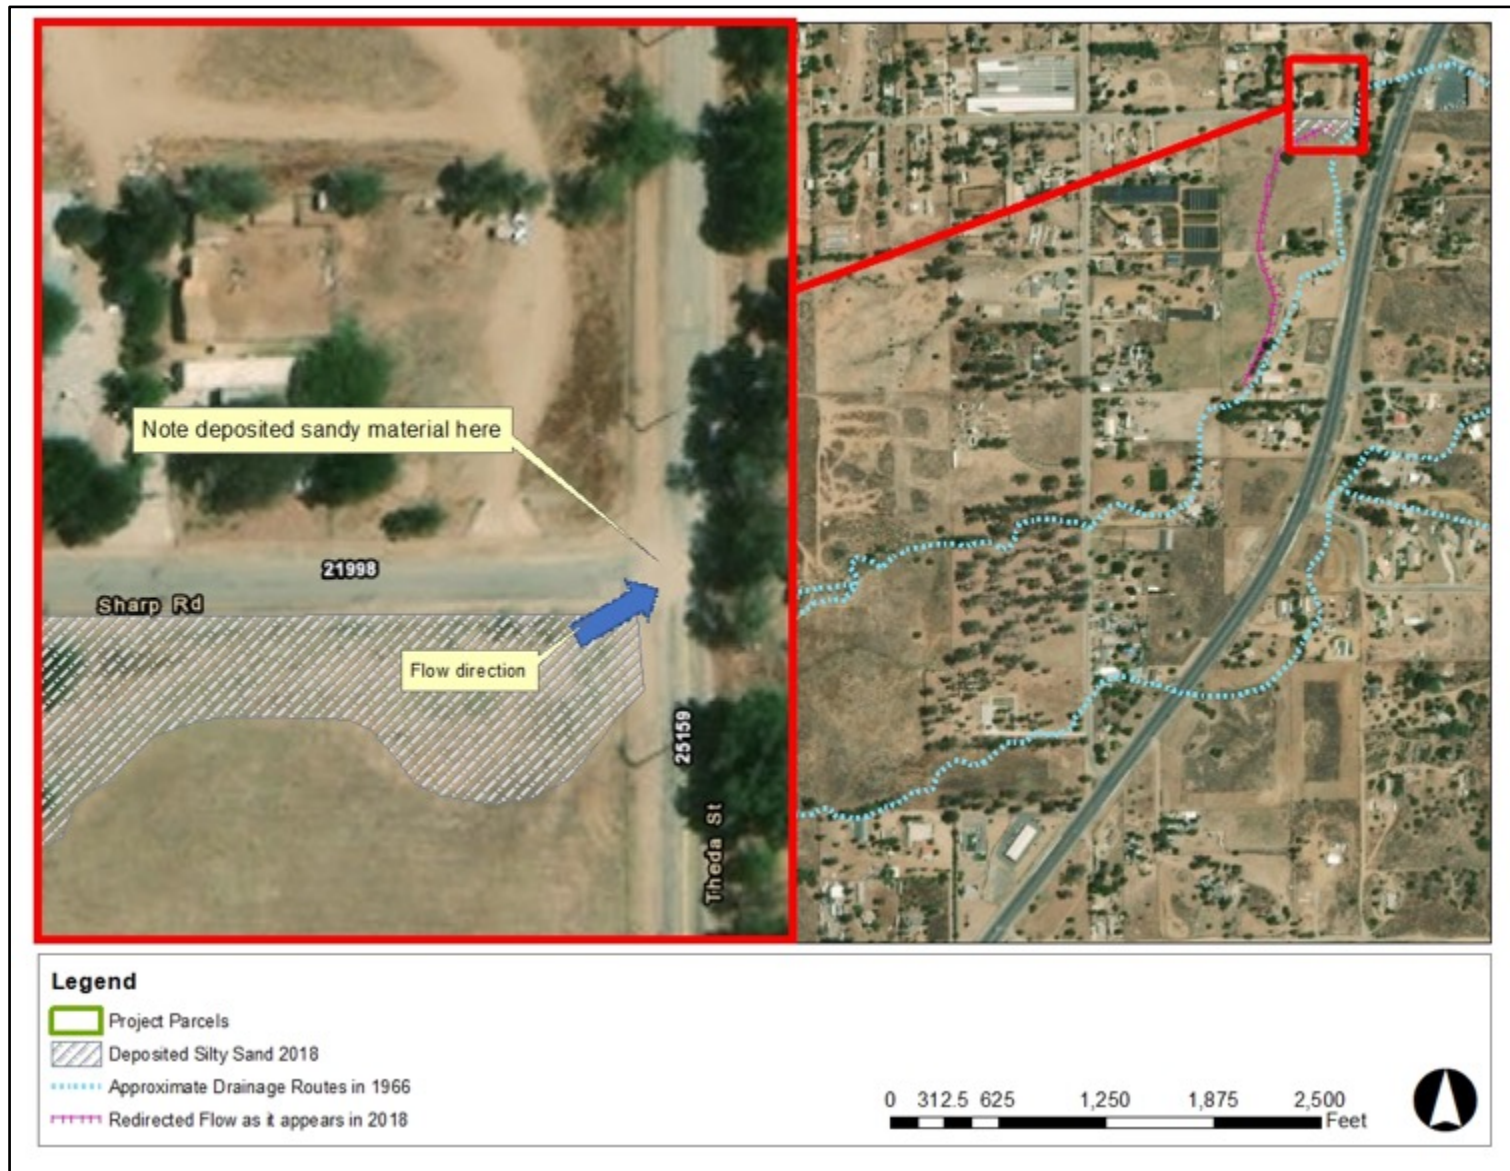 Note deposited sandy material here
21998
Sharp Rd
Flow direction
25159
Theda St
Legend
Project Parcels
Deposited Silty Sand 2018
Approximate Drainage Routes in 1966
Redirected Flow as it appears in 2018
0 312.5 625 1,250 1,875 2,500
Feet